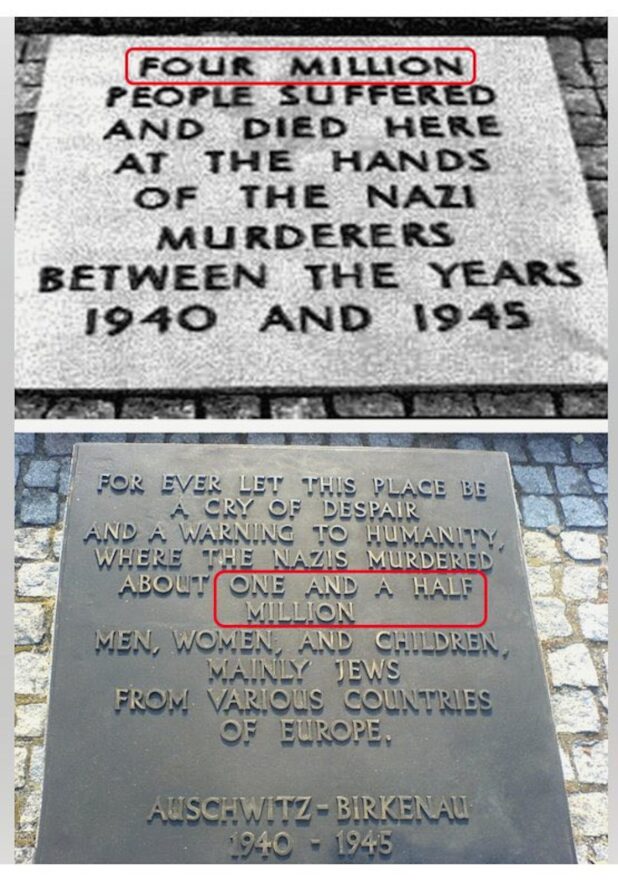 FOUR MILLION
PEOPLE SUFFERED
AND DIED HERE
AT THE HANDS
OF THE NAZI
MURDERERS
BETWEEN THE YEARS
1940 AND 1945
FOR EVER LET THIS PLACE BE
A CRY OF DESPAIR
AND A WARNING TO HUMANITY,
WHERE THE NAZIS MURDERED
ABOUT ONE AND A HALF
MILLION
MEN, WOMEN, AND CHILDREN,
MAINLY JEWS
FROM VARIOUS COUNTRIES
OF EUROPE.
AUSCHWITZ-BIRKENAU
1940 - 1945